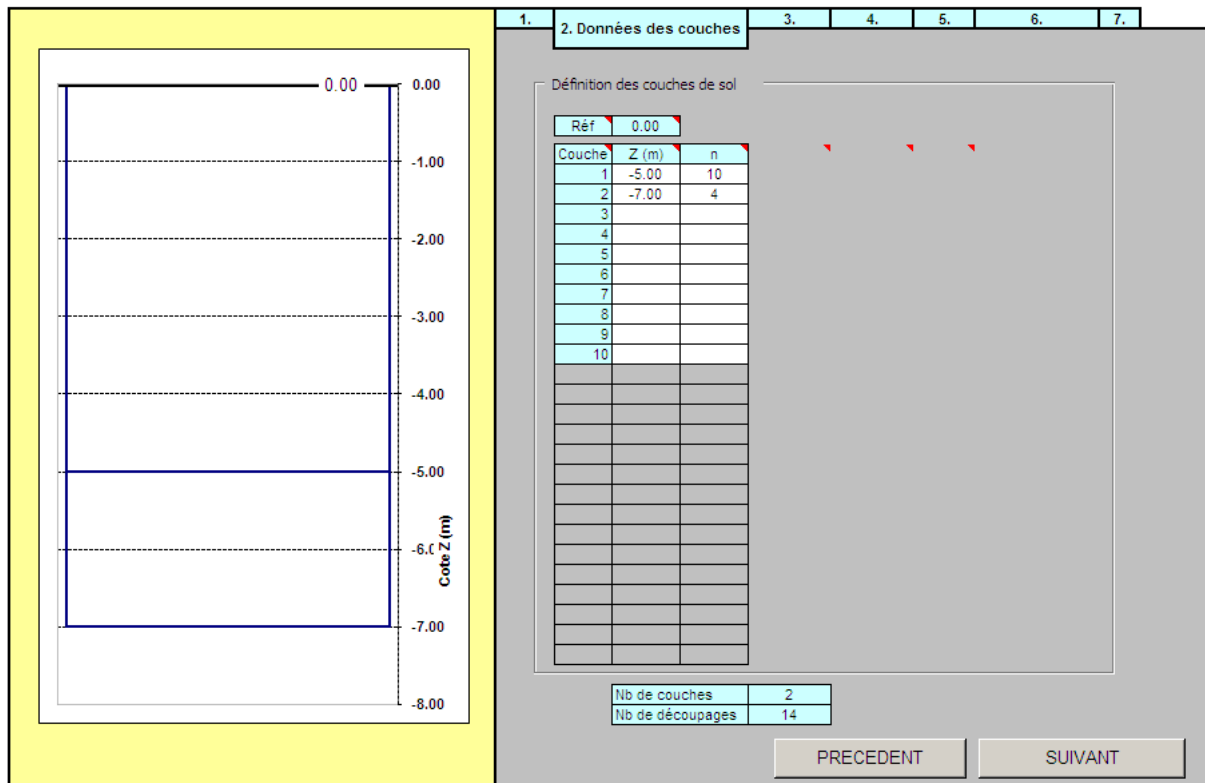 1. 2. Données des couches 3. 4. 5. 6. 7.
0.00
0.00
-1.00
-2.00
-3.00
-4.00
-5.00
-6.0
-7.00
-8.00
Cote Z (m)
Définition des couches de sol
Réf 0.00
Couche Z (m) n
1 -5.00 10
2 -7.00 4
3
4
5
6
7
8
9
10
Nb de couches 2
Nb de découpages 14
PRECEDENT SUIVANT